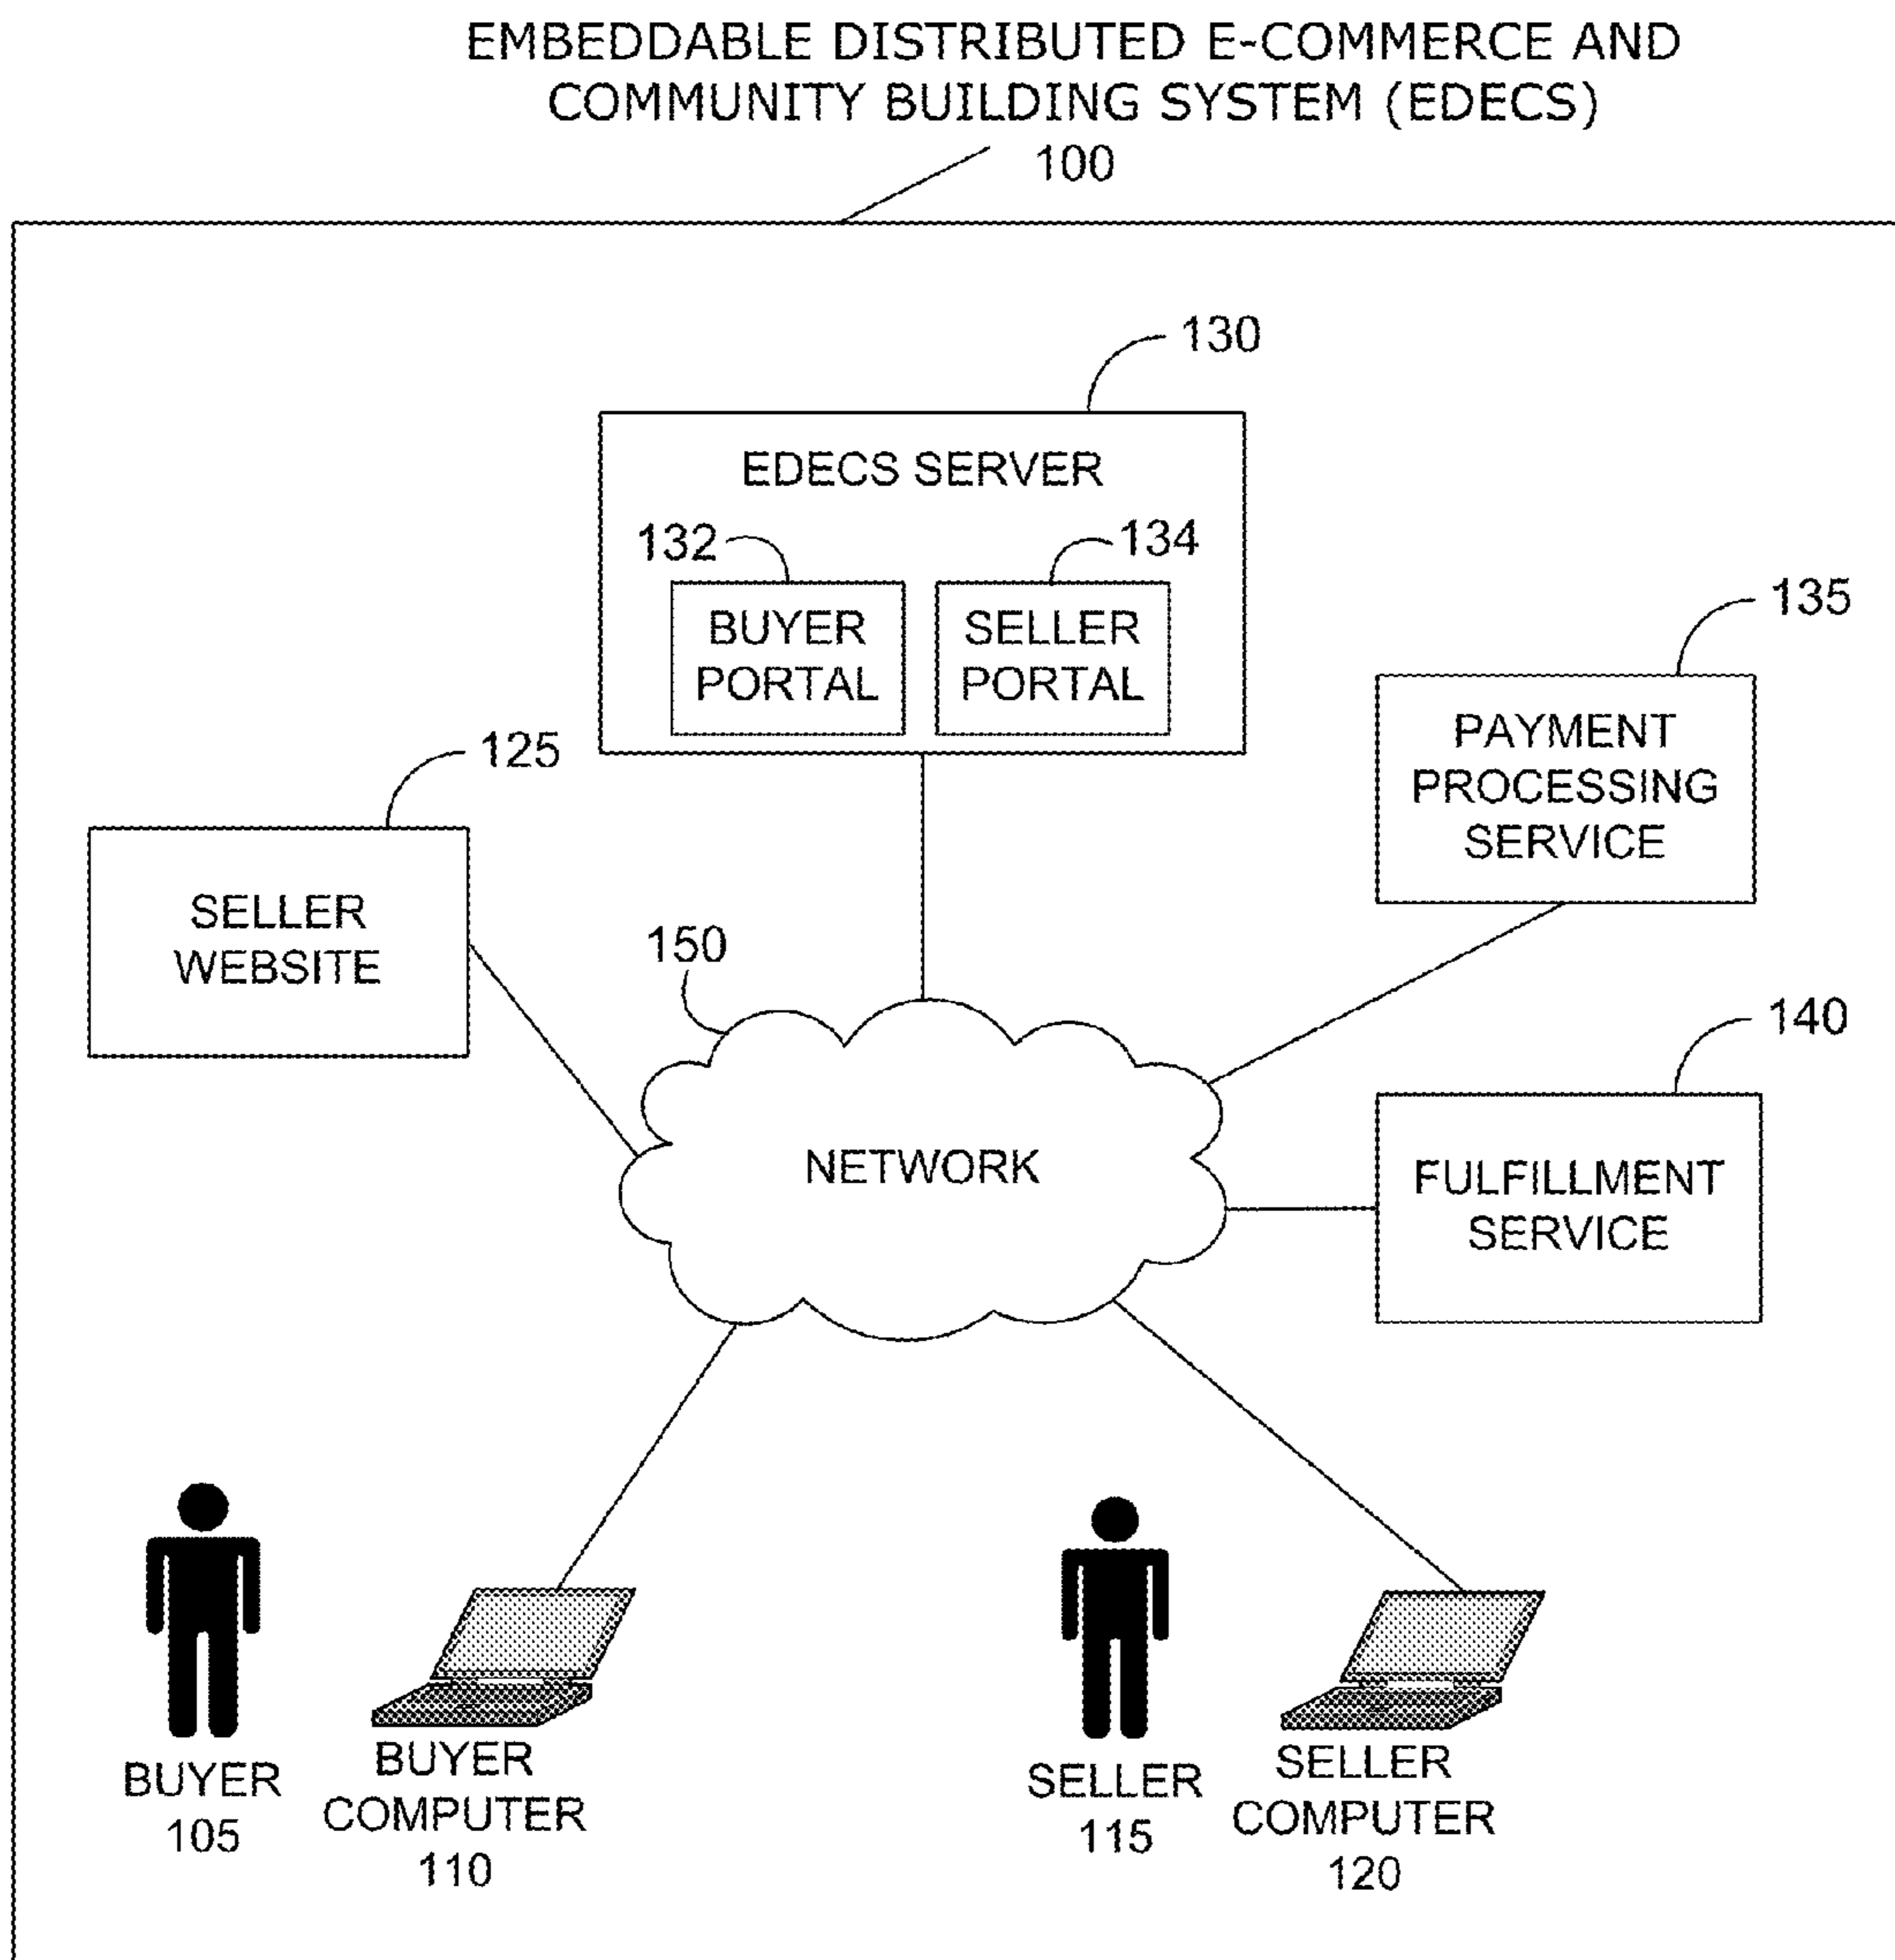 EMBEDDABLE DISTRIBUTED E-COMMERCE AND
COMMUNITY BUILDING SYSTEM (EDECS)
100
130
EDECS SERVER
132
134
BUYER
PORTAL
SELLER
PORTAL
135
PAYMENT
PROCESSING
SERVICE
125
SELLER
WEBSITE
150
NETWORK
140
FULFILLMENT
SERVICE
BUYER
105
BUYER
COMPUTER
110
SELLER
115
SELLER
COMPUTER
120